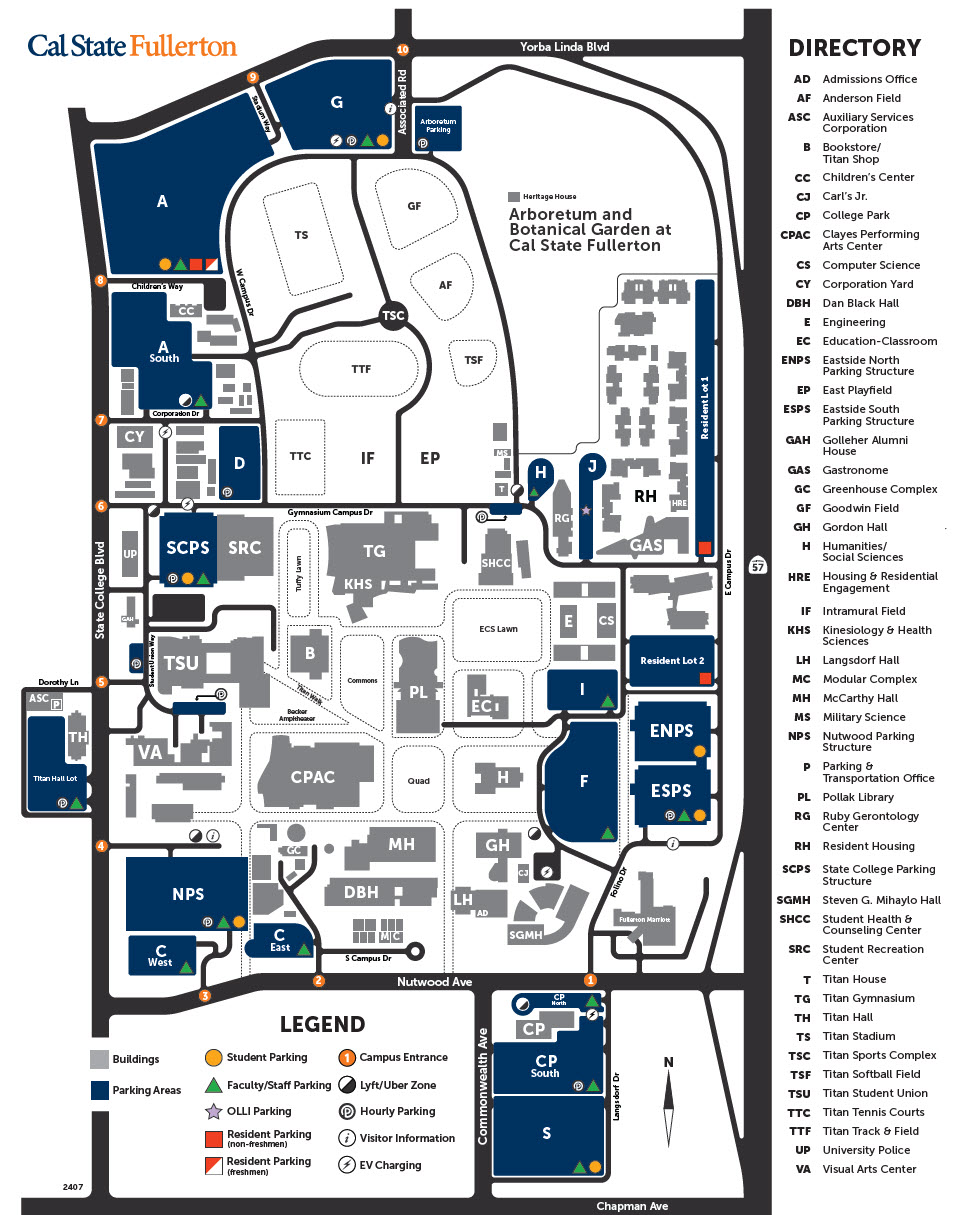 Cal State Fullerton
10
Yorba Linda Blvd
9
G
Stadium Way
Associated Rd
i
P
Arboretum
Parking
P
A
Heritage House
Arboretum and
Botanical Garden at
Cal State Fullerton
TS
GF
AF
8
Children's Way
W Campus Dr
CC
TSC
A
South
TTF
TSF
Resident Lot 1
Corporation Dr
7
CY
D
P
TTC
IF
EP
MS
T
H
J
RH
HRE
RG
GAS
6
Gymnasium Campus Dr
P
State College Blvd
UP
SCPS
P
SRC
Tuffy Lawn
TG
KHS
SHCC
E Campus Dr
57
GAH
Student Union Way
P
TSU
B
ECS Lawn
E
CS
Resident Lot 2
Commons
PL
EC
I
5
Dorothy Ln
ASC
P
TH
Titan Hall Lot
P
P
Titan Walk
Becker
Amphitheater
VA
CPAC
Quad
H
F
ENPS
ESPS
P
i
4
i
NPS
P
GC
MH
GH
CJ
DBH
LH
AD
SGMH
Folino Dr
Fullerton Marriott
C
West
C
East
MC
S Campus Dr
3
2
Nutwood Ave
1
CP
North
CP
CP
South
P
S
Commonwealth Ave
Langsdorf Dr
N
Chapman Ave
LEGEND
Buildings
Parking Areas
Student Parking
Faculty/Staff Parking
OLLI Parking
Resident Parking
(non-freshmen)
Resident Parking
(freshmen)
1 Campus Entrance
Lyft/Uber Zone
P Hourly Parking
i Visitor Information
EV Charging
2407
DIRECTORY
AD Admissions Office
AF Anderson Field
ASC Auxiliary Services
Corporation
B Bookstore/
Titan Shop
CC Children's Center
CJ Carl's Jr.
CP College Park
CPAC Clayes Performing
Arts Center
CS Computer Science
CY Corporation Yard
DBH Dan Black Hall
E Engineering
EC Education-Classroom
ENPS Eastside North
Parking Structure
EP East Playfield
ESPS Eastside South
Parking Structure
GAH Golleher Alumni
House
GAS Gastronome
GC Greenhouse Complex
GF Goodwin Field
GH Gordon Hall
H Humanities/
Social Sciences
HRE Housing & Residential
Engagement
IF Intramural Field
KHS Kinesiology & Health
Sciences
LH Langsdorf Hall
MC Modular Complex
MH McCarthy Hall
MS Military Science
NPS Nutwood Parking
Structure
P Parking &
Transportation Office
PL Pollak Library
RG Ruby Gerontology
Center
RH Resident Housing
SCPS State College Parking
Structure
SGMH Steven G. Mihaylo Hall
SHCC Student Health &
Counseling Center
SRC Student Recreation
Center
T Titan House
TG Titan Gymnasium
TH Titan Hall
TS Titan Stadium
TSC Titan Sports Complex
TSF Titan Softball Field
TSU Titan Student Union
TTC Titan Tennis Courts
TTF Titan Track & Field
UP University Police
VA Visual Arts Center